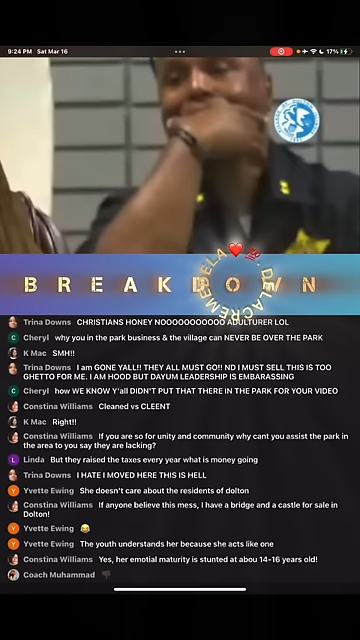 9:24 PM Sat Mar 16
17%
BREAKDOWN
DELACREMEDELA
Trina Downs CHRISTIANS HONEY NOOOOOOOOOOO ADULTURER LOL
C Cheryl why you in the park business & the village can NEVER BE OVER THE PARK
K Mac SMH!!
Trina Downs I am GONE YALL!! THEY ALL MUST GO!! ND I MUST SELL THIS IS TOO
GHETTO FOR ME. I AM HOOD BUT DAYUM LEADERSHIP IS EMBARASSING
C Cheryl how WE KNOW Y'all DIDN'T PUT THAT THERE IN THE PARK FOR YOUR VIDEO
Constina Williams Cleaned vs CLEENT
K Mac Right!!
Constina Williams If you are so for unity and community why cant you assist the park in
the area to you say they are lacking?
L Linda But they raised the taxes every year what is money going
Trina Downs I HATE I MOVED HERE THIS IS HELL
Y Yvette Ewing She doesn't care about the residents of dolton
Constina Williams If anyone believe this mess, I have a bridge and a castle for sale in
Dolton!
Y Yvette Ewing 😂
Y Yvette Ewing The youth understands her because she acts like one
Constina Williams Yes, her emotial maturity is stunted at abou 14-16 years old!
Coach Muhammad 👎🏿